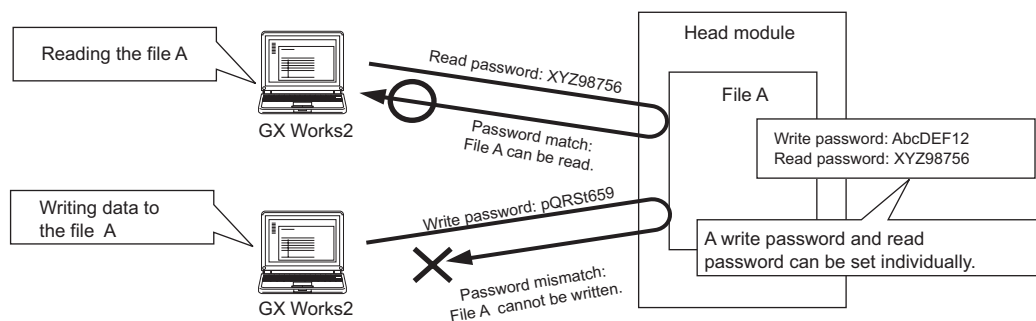 Reading the file A
GX Works2
Read password: XYZ98756
Password match:
File A can be read.
Head module
File A
Write password: AbcDEF12
Read password: XYZ98756
A write password and read
password can be set individually.
Writing data to
the file A
GX Works2
Write password: pQRSt659
Password mismatch:
File A cannot be written.